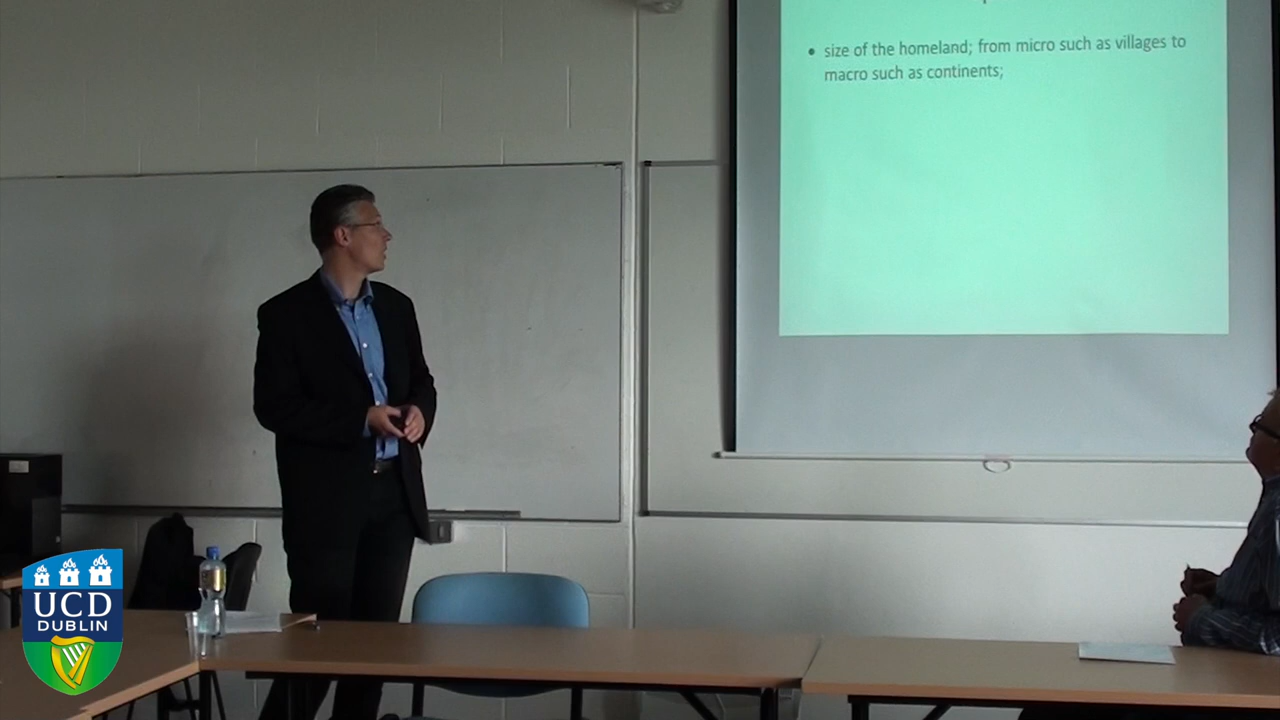 • size of the homeland; from micro such as villages to
macro such as continents;
UCD
DUBLIN